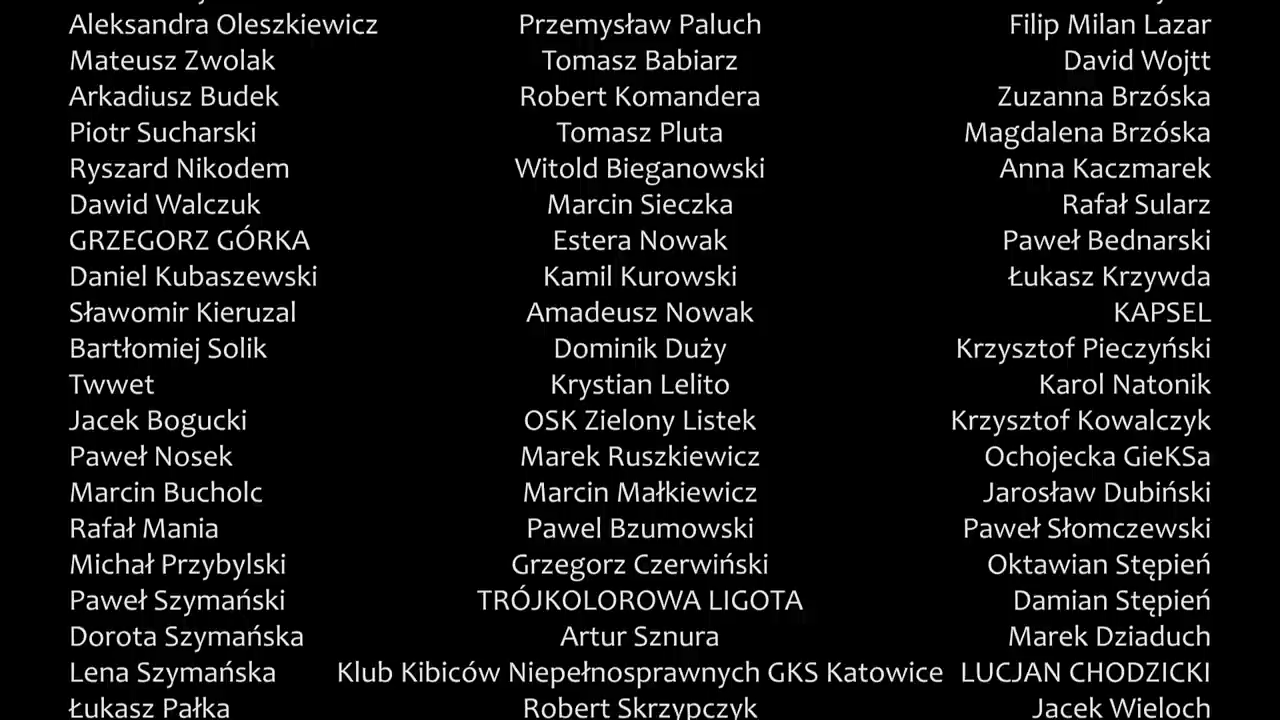 Aleksandra Oleszkiewicz Przemysław Paluch Filip Milan Lazar
Mateusz Zwolak Tomasz Babiarz David Wojtt
Arkadiusz Budek Robert Komandera Zuzanna Brzóska
Piotr Sucharski Tomasz Pluta Magdalena Brzóska
Ryszard Nikodem Witold Bieganowski Anna Kaczmarek
Dawid Walczuk Marcin Sieczka Rafał Sularz
GRZEGORZ GÓRKA Estera Nowak Paweł Bednarski
Daniel Kubaszewski Kamil Kurowski Łukasz Krzywda
Sławomir Kieruzal Amadeusz Nowak KAPSEL
Bartłomiej Solik Dominik Duży Krzysztof Pieczyński
Twwet Krystian Lelito Karol Natonik
Jacek Bogucki OSK Zielony Listek Krzysztof Kowalczyk
Paweł Nosek Marek Ruszkiewicz Ochojecka GieKSa
Marcin Bucholc Marcin Małkiewicz Jarosław Dubiński
Rafał Mania Pawel Bzumowski Paweł Słomczewski
Michał Przybylski Grzegorz Czerwiński Oktawian Stępień
Paweł Szymański TRÓJKOLOROWA LIGOTA Damian Stępień
Dorota Szymańska Artur Sznura Marek Dziaduch
Lena Szymańska Klub Kibiców Niepełnosprawnych GKS Katowice LUCJAN CHODZICKI
Łukasz Pałka Robert Skrzypczyk Jacek Wieloch